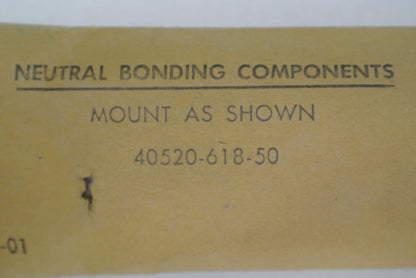 NEUTRAL BONDING COMPONENTS
MOUNT AS SHOWN
40520-618-50
-01